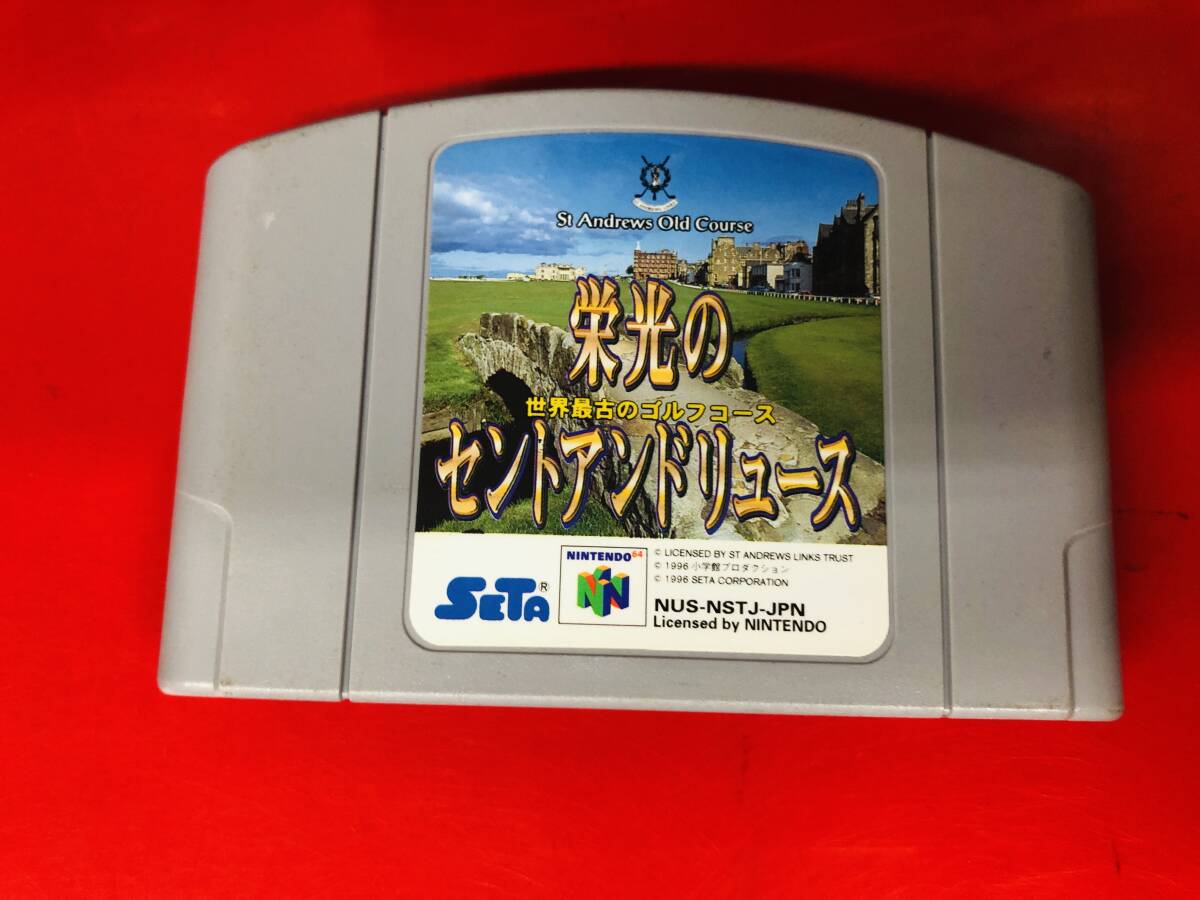 St Andrews Old Course
栄光の
世界最古のゴルフコース
セントアンドリュース
SETA®
NINTENDO64
© LICENSED BY ST ANDREWS LINKS TRUST
© 1996 小学館プロダクション
© 1996 SETA CORPORATION
NUS-NSTJ-JPN
Licensed by NINTENDO